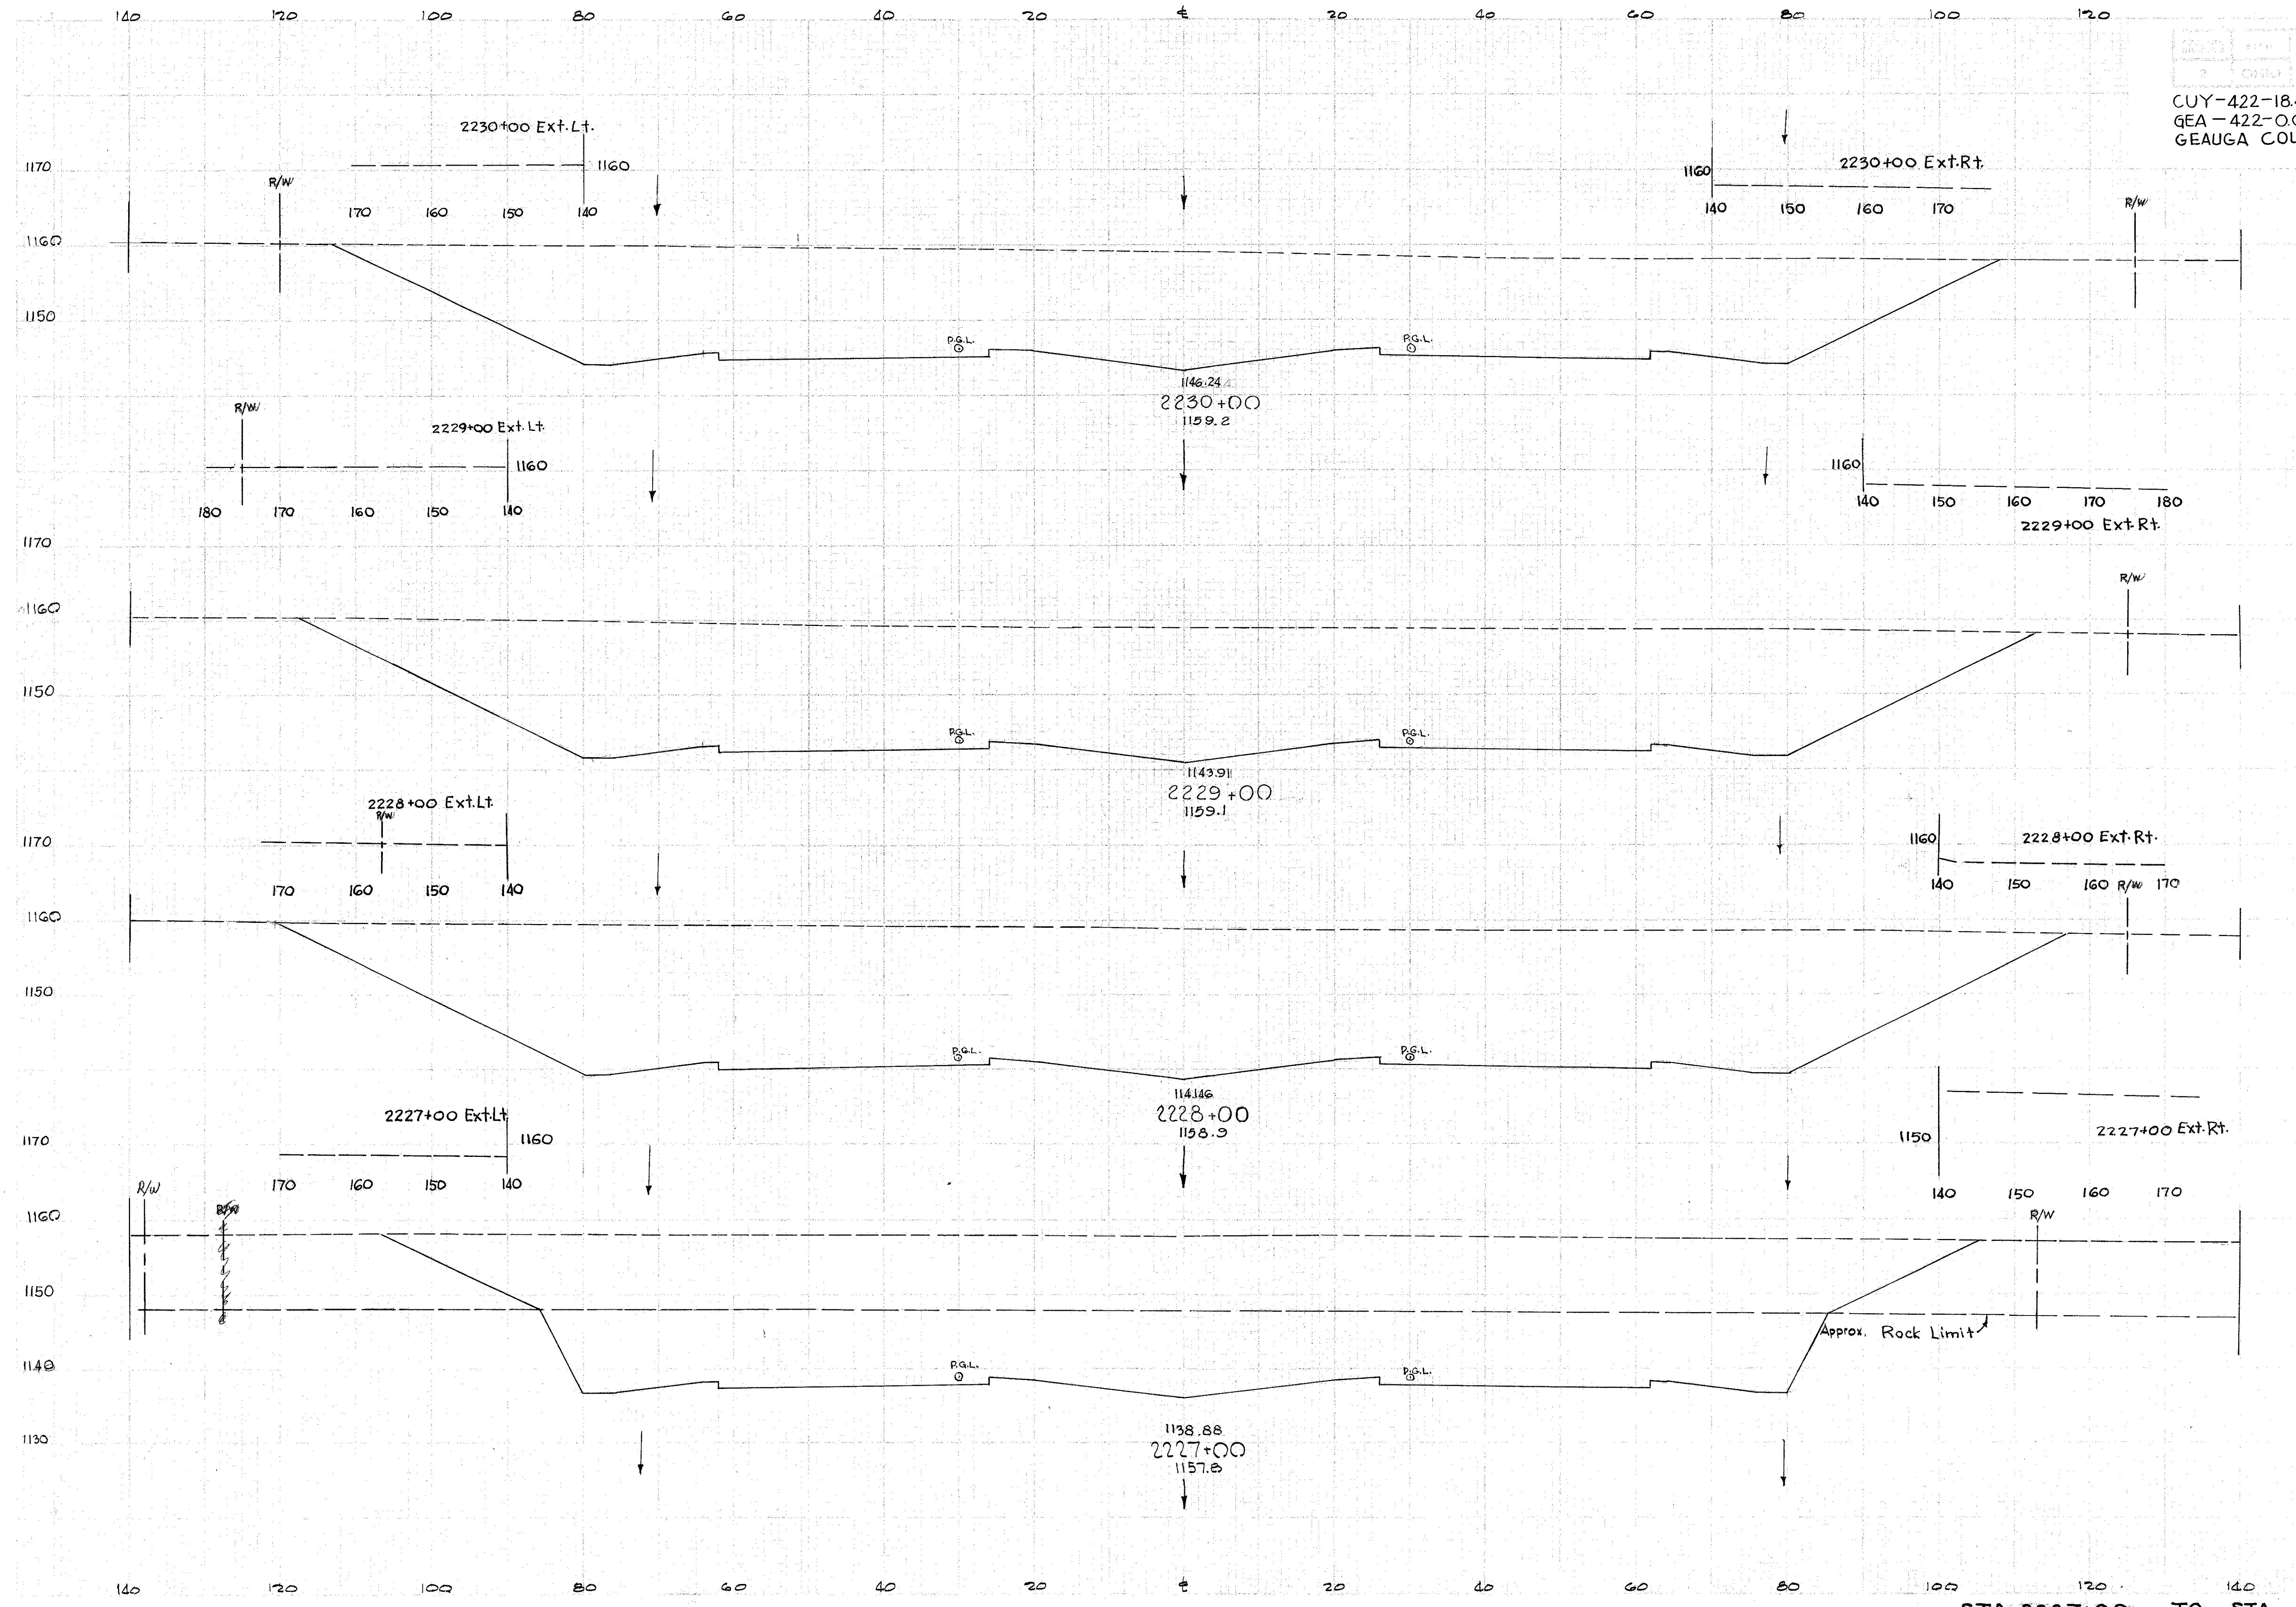 140 120 100 80 60 40 20 ℄ 20 40 60 80 100 120
OHIO
CUY-422-18.
GEA-422-0.0
GEAUGA COU
2230+00 Ext.Lt.
1170
1160
1160
2230+00 Ext.Rt.
R/W
170 160 150 140
140 150 160 170
R/W
1160
1150
P.G.L.
P.G.L.
1146.24
2230+00
1159.2
R/W
2229+00 Ext.Lt.
1160
1160
180 170 160 150 140
140 150 160 170 180
2229+00 Ext.Rt.
1170
R/W
1160
1150
P.G.L.
P.G.L.
1143.91
2229+00
1159.1
2228+00 Ext.Lt.
R/W
1170
1160
2228+00 Ext.Rt.
170 160 150 140
140 150 160 R/W 170
1160
1150
P.G.L.
P.G.L.
1141.46
2228+00
1158.9
2227+00 Ext.Lt.
1170
1160
1150
2227+00 Ext.Rt.
R/W
170 160 150 140
140 150 160 170
R/W
R/W
1160
1150
Approx. Rock Limit
1140
P.G.L.
P.G.L.
1138.88
2227+00
1157.8
1130
140 120 100 80 60 40 20 ℄ 20 40 60 80 100 120 140
STA. 2227+00 TO STA.